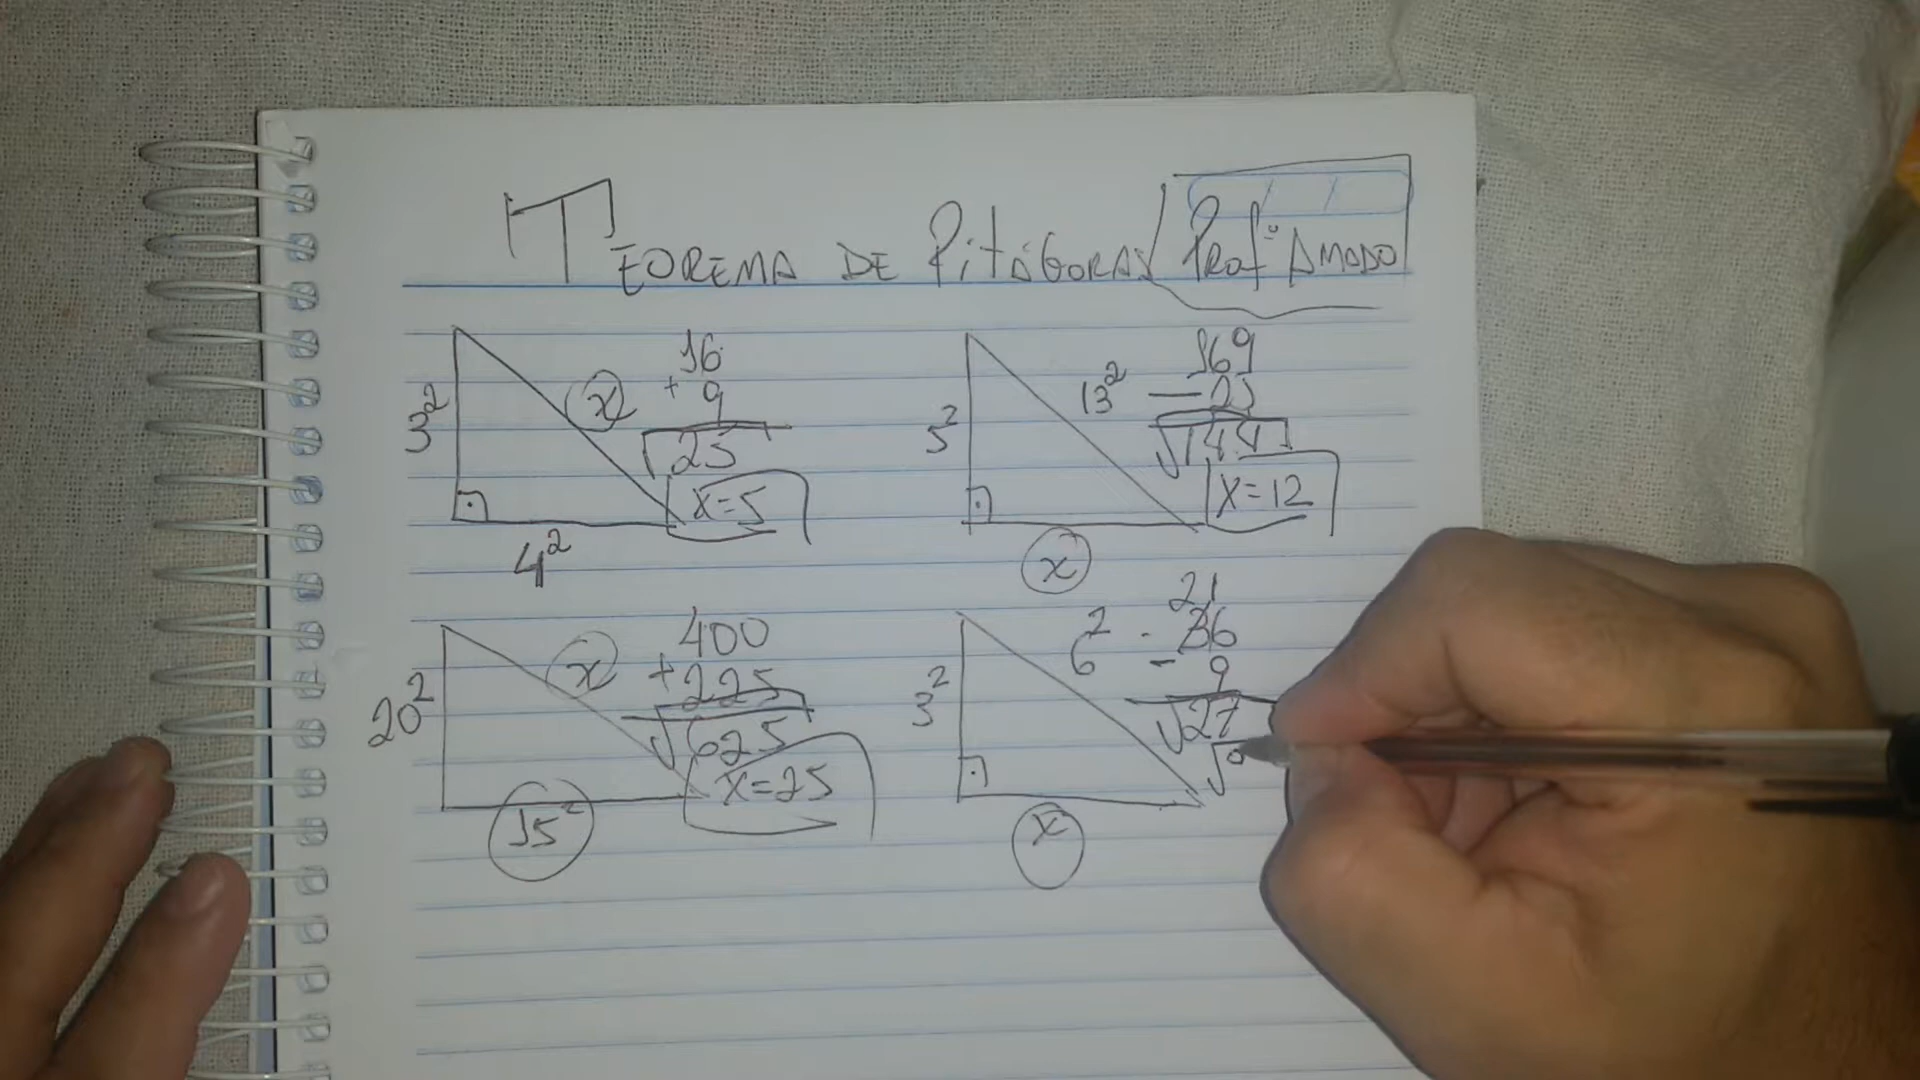 TEOREMA DE PitÁGORAS Profº AMADO
3²
x
16
+ 9
√25
x=5
4²
5²
13²
169
- 25
√144
x=12
x
20²
x
400
+225
√625
x=25
15²
3²
6²
21
36
- 9
√27
√9
x